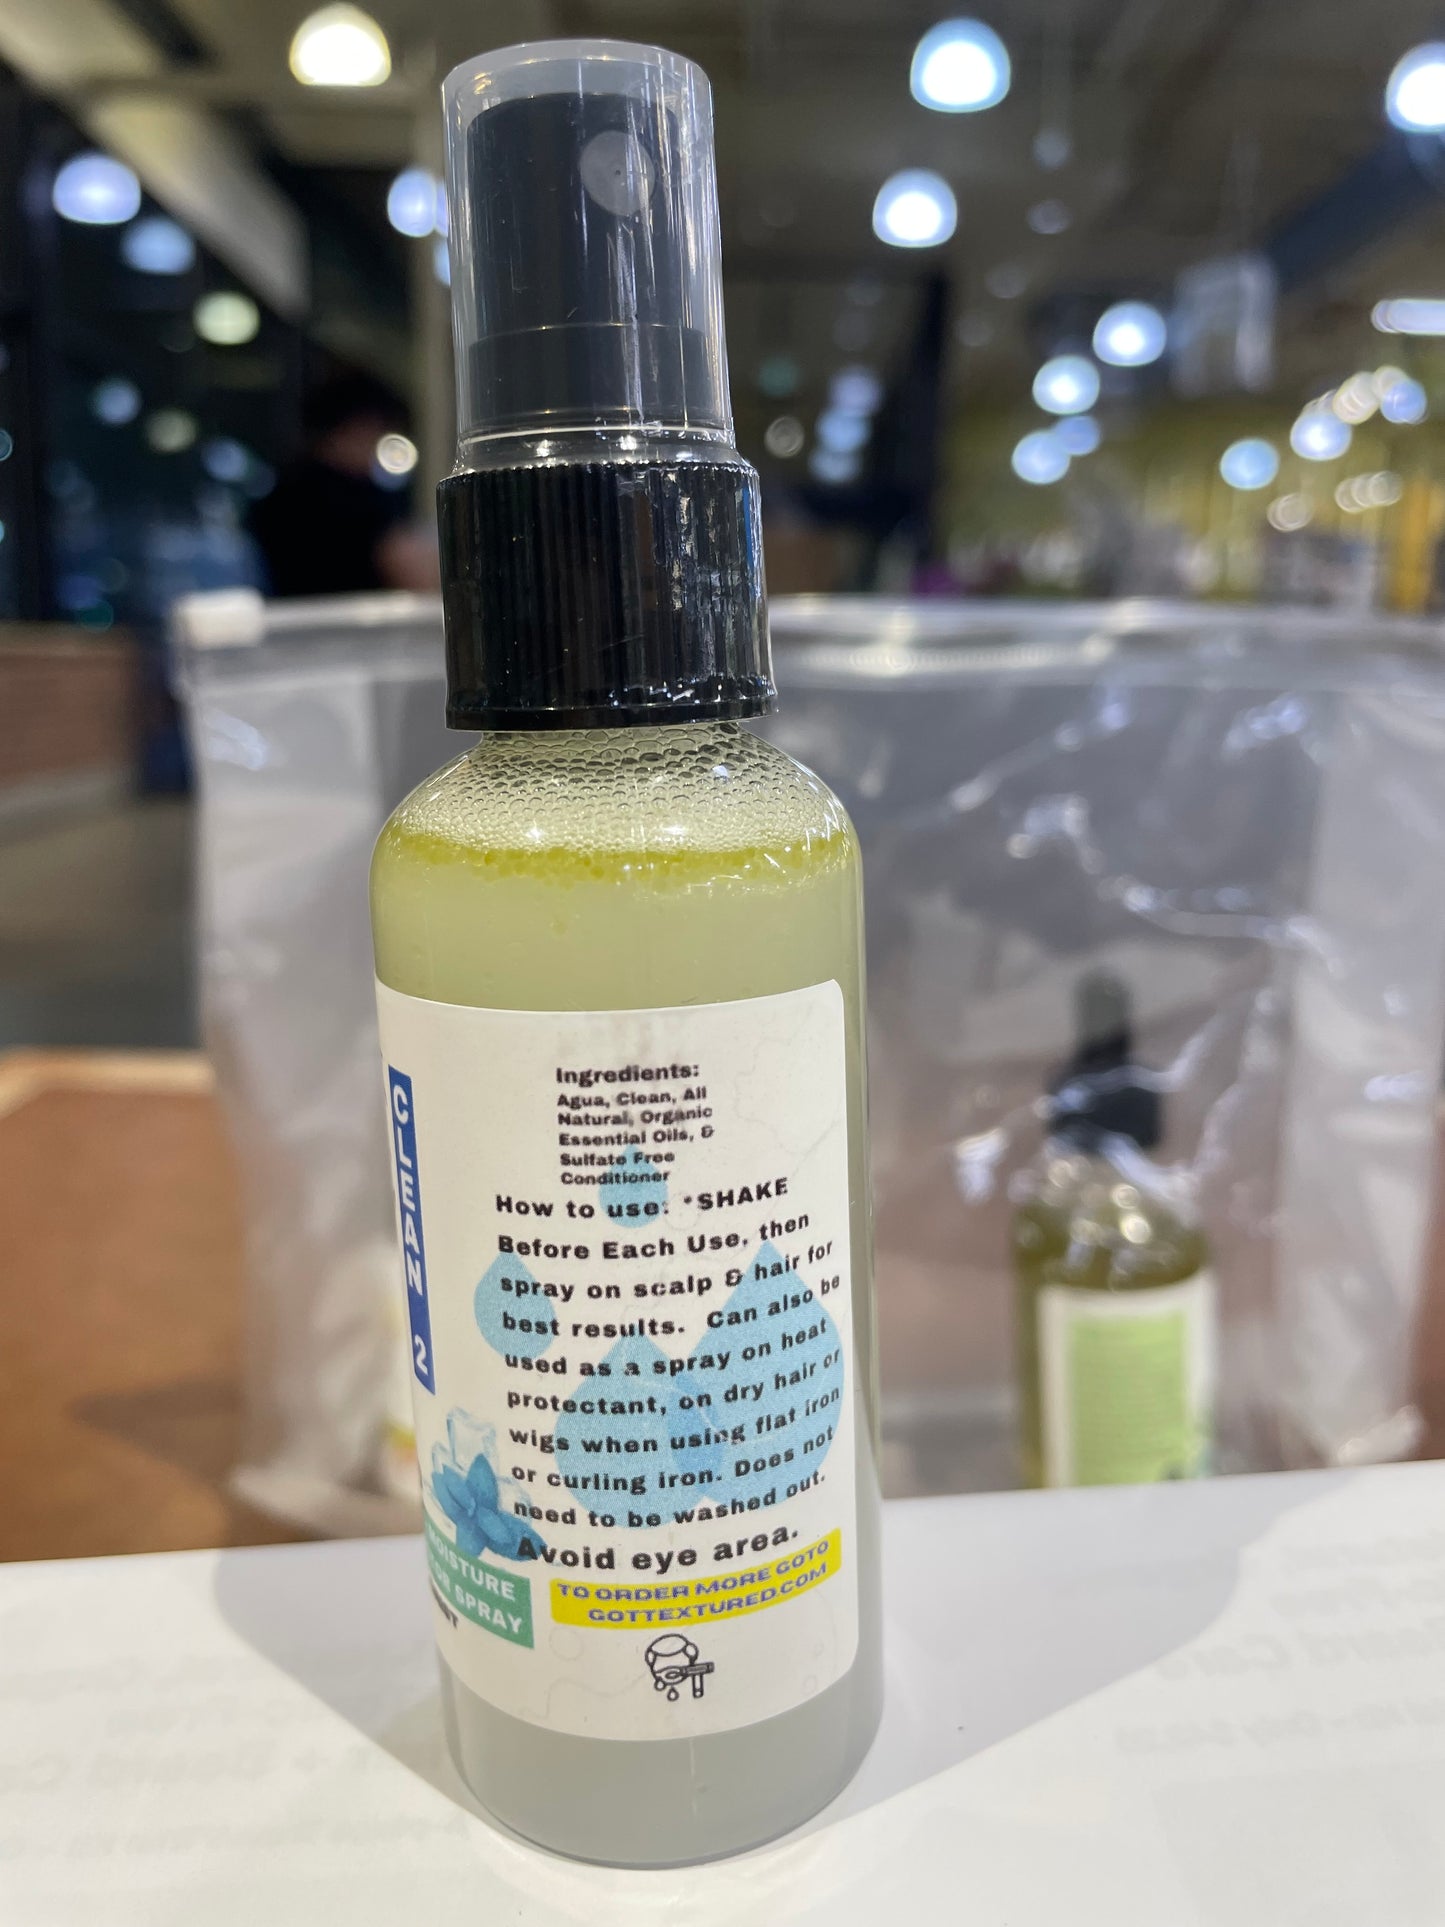 CLEAN 2
Ingredients:
Agua, Clean, All
Natural, Organic
Essential Oils, &
Sulfate Free
Conditioner
How to use: *SHAKE
Before Each Use, then
spray on scalp & hair for
best results. Can also be
used as a spray on heat
protectant, on dry hair or
wigs when using flat iron
or curling iron. Does not
need to be washed out.
Avoid eye area.
SPRAY
TO ORDER MORE GOTO
GOTTEXTURED.COM